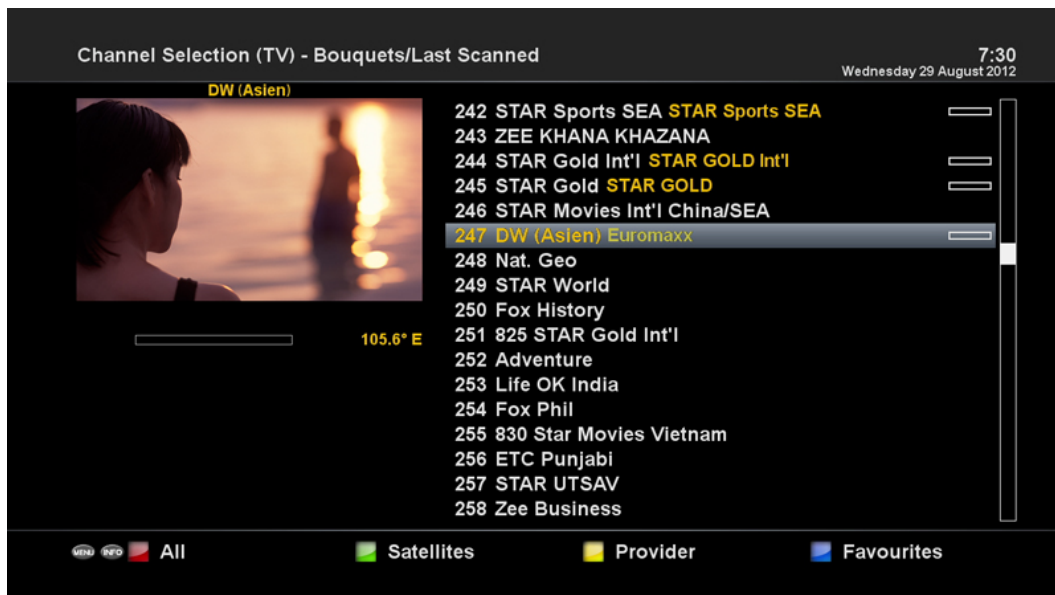 Channel Selection (TV) - Bouquets/Last Scanned
7:30
Wednesday 29 August 2012
DW (Asien)
242 STAR Sports SEA STAR Sports SEA
243 ZEE KHANA KHAZANA
244 STAR Gold Int'l STAR GOLD Int'l
245 STAR Gold STAR GOLD
246 STAR Movies Int'l China/SEA
247 DW (Asien) Euromaxx
248 Nat. Geo
249 STAR World
250 Fox History
105.6° E
251 825 STAR Gold Int'l
252 Adventure
253 Life OK India
254 Fox Phil
255 830 Star Movies Vietnam
256 ETC Punjabi
257 STAR UTSAV
258 Zee Business
MENU INFO All Satellites Provider Favourites